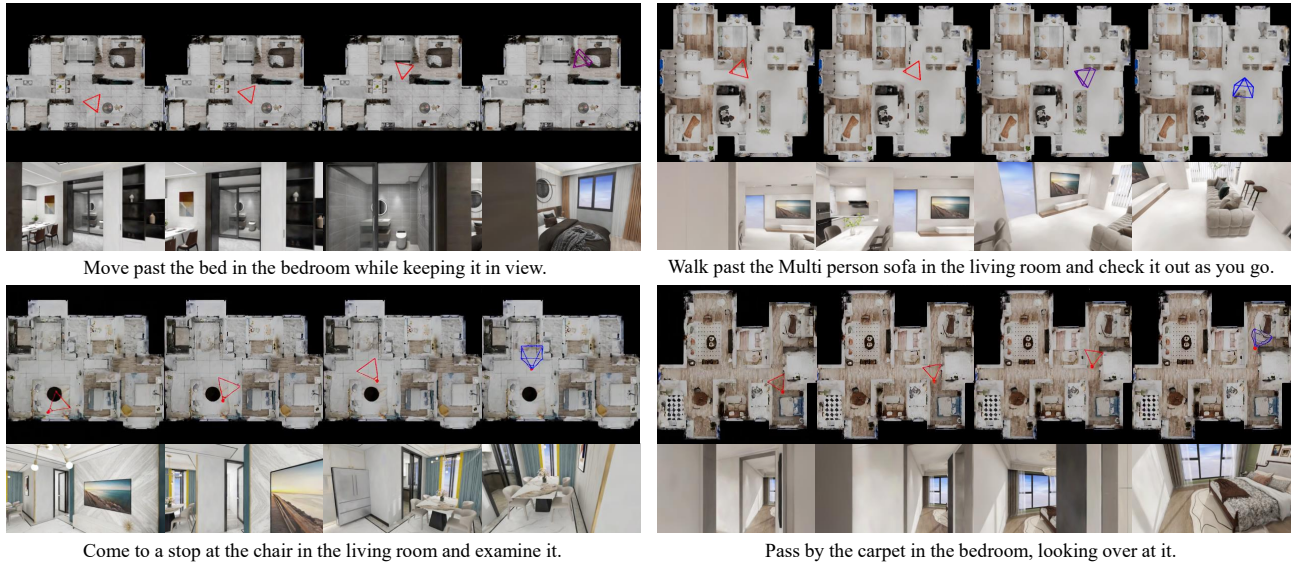 Move past the bed in the bedroom while keeping it in view.
Walk past the Multi person sofa in the living room and check it out as you go.
Come to a stop at the chair in the living room and examine it.
Pass by the carpet in the bedroom, looking over at it.